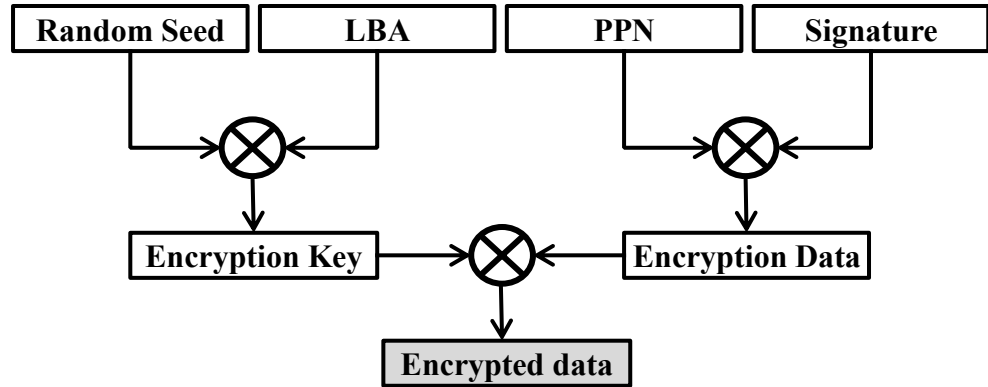 Random Seed
LBA
PPN
Signature
Encryption Key
Encryption Data
Encrypted data